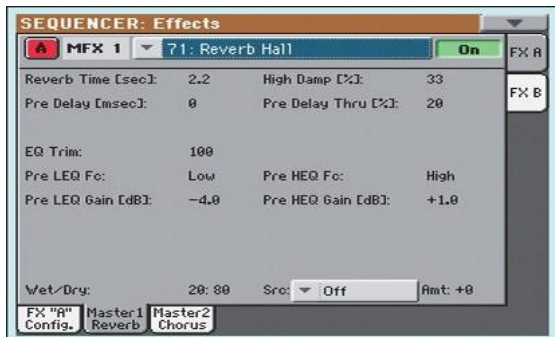 SEQUENCER: Effects
A MFX 1 71: Reverb Hall On
FX A
FX B
Reverb Time [sec]: 2.2 High Damp [%]: 33
Pre Delay [msec]: 0 Pre Delay Thru [%]: 20
EQ Trim: 100
Pre LEQ Fc: Low Pre HEQ Fc: High
Pre LEQ Gain [dB]: -4.0 Pre HEQ Gain [dB]: +1.0
Wet/Dry: 20:80 Src: Off Amt: +0
FX "A" Config. Master1 Reverb Master2 Chorus